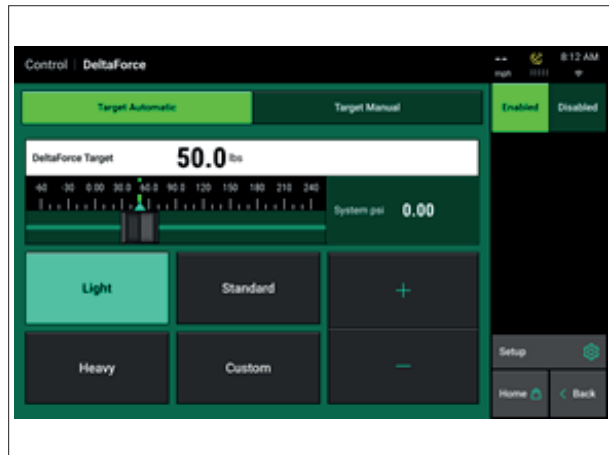 Control | DeltaForce
-- mph
8:12 AM
Target Automatic
Target Manual
Enabled
Disabled
DeltaForce Target 50.0 lbs
-60 -30 0.00 30.0 60.0 90.0 120 150 180 210 240
System psi 0.00
Light
Standard
+
Heavy
Custom
-
Setup
Home
< Back